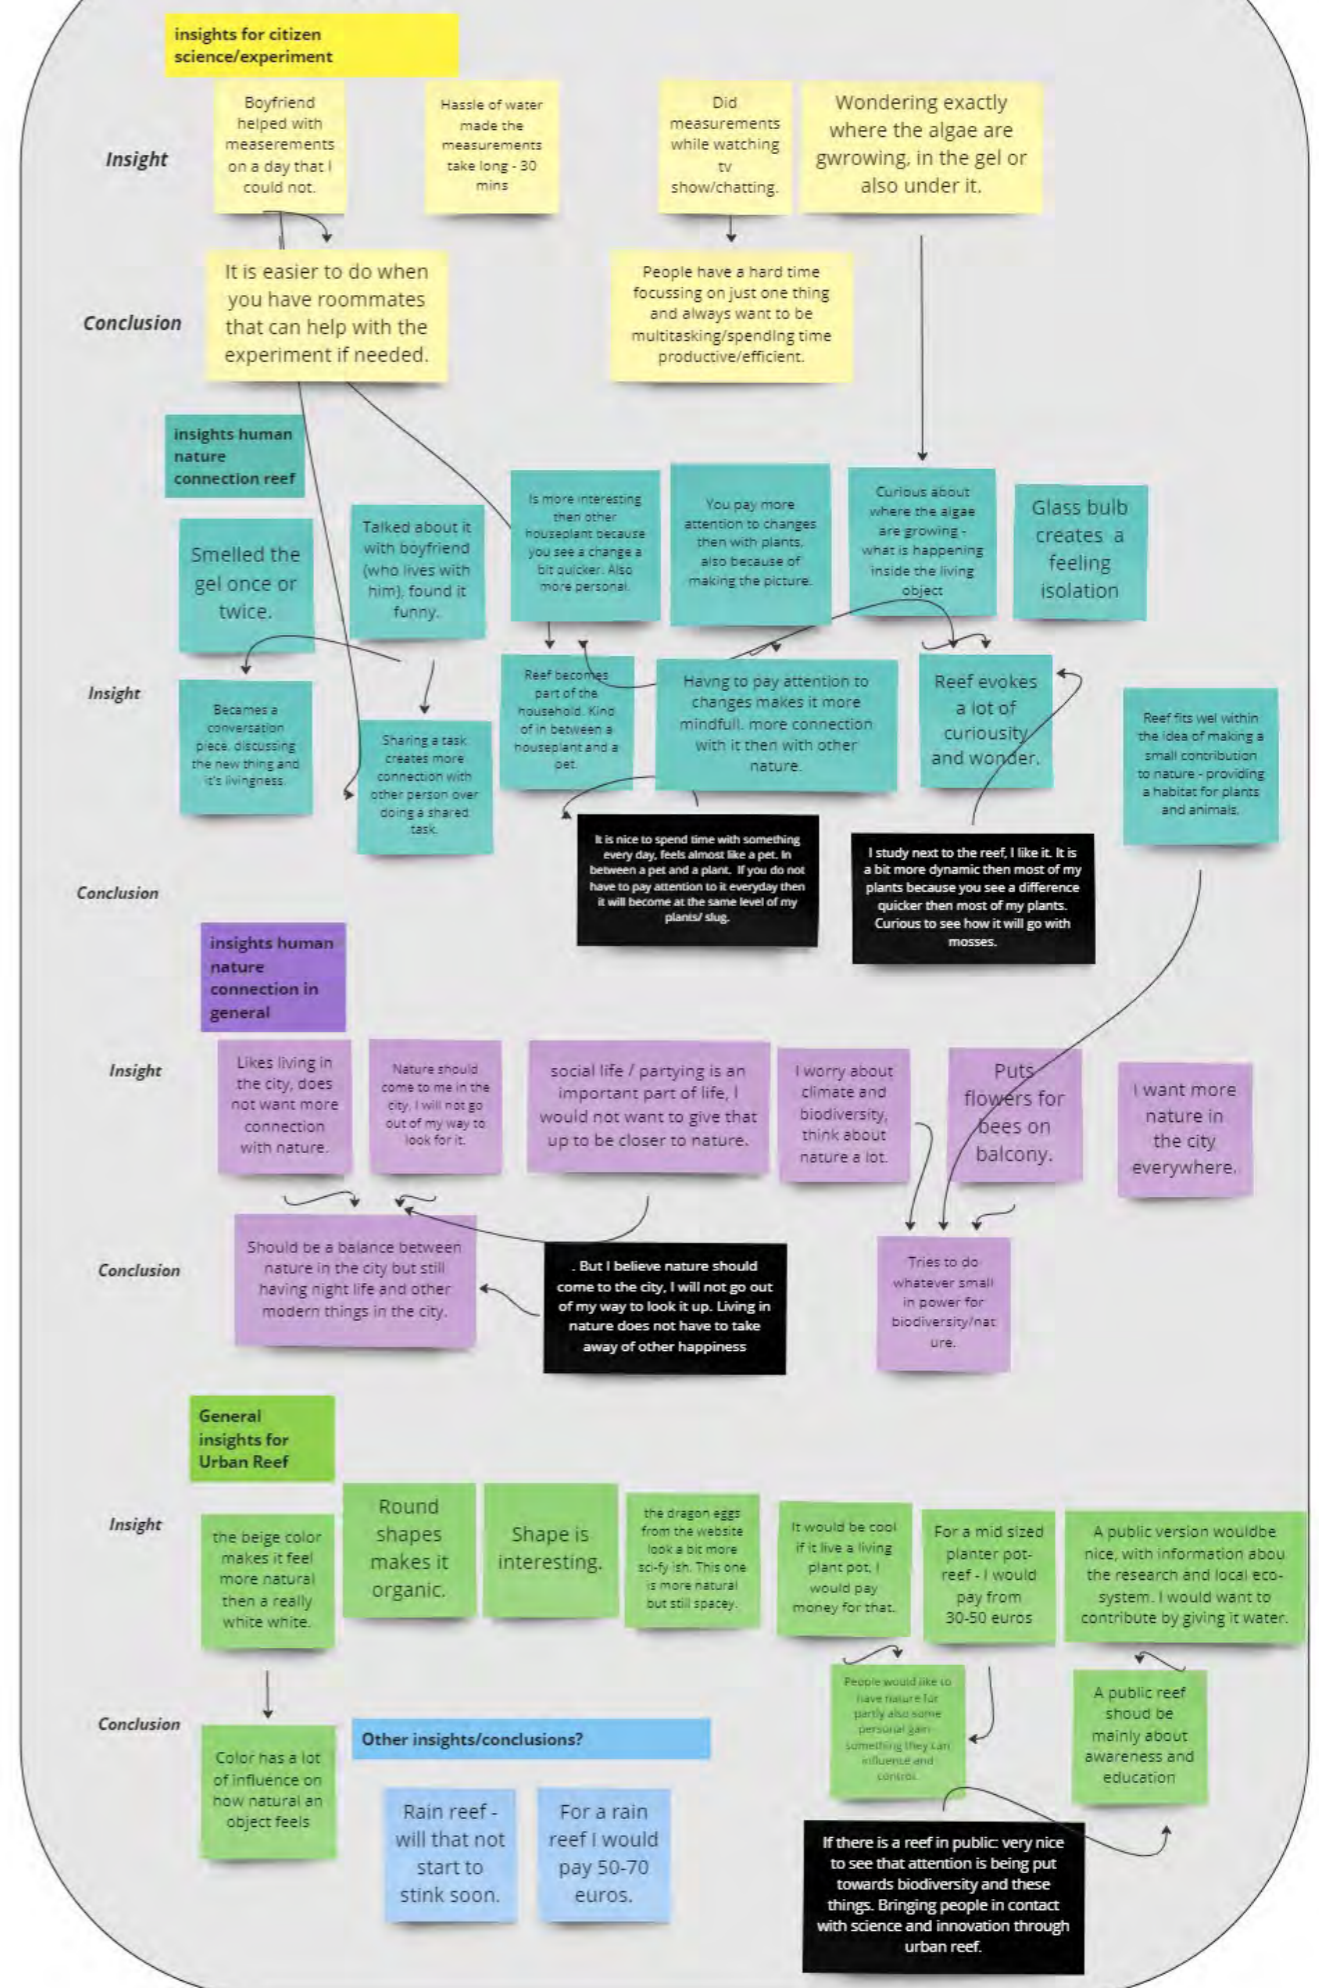 insights for citizen
science/experiment
Insight
Boyfriend
helped with
measerements
on a day that I
could not.
Hassle of water
made the
measurements
take long - 30
mins
Did
measurements
while watching
tv
show/chatting.
Wondering exactly
where the algae are
gwrowing, in the gel or
also under it.
Conclusion
It is easier to do when
you have roommates
that can help with the
experiment if needed.
People have a hard time
focussing on just one thing
and always want to be
multitasking/spending time
productive/efficient.
insights human
nature
connection reef
Smelled the
gel once or
twice.
Talked about it
with boyfriend
(who lives with
him), found it
funny.
Is more interesting
then other
houseplant because
you see a change a
bit quicker. Also
more personal.
You pay more
attention to changes
then with plants,
also because of
making the picture.
Curious about
where the algae
are growing -
what is happening
inside the living
object
Glass bulb
creates a
feeling
isolation
Insight
Becames a
conversation
piece, discussing
the new thing and
it's livingness.
Sharing a task
creates more
connection with
other person over
doing a shared
task.
Reef becomes
part of the
household. Kind
of in between a
houseplant and a
pet.
Havng to pay attention to
changes makes it more
mindfull. more connection
with it then with other
nature.
Reef evokes
a lot of
curiousity
and wonder.
Reef fits wel within
the idea of making a
small contribution
to nature - providing
a habitat for plants
and animals.
It is nice to spend time with something
every day, feels almost like a pet. In
between a pet and a plant. If you do not
have to pay attention to it everyday then
it will become at the same level of my
plants/ slug.
I study next to the reef, I like it. It is
a bit more dynamic then most of my
plants because you see a difference
quicker then most of my plants.
Curious to see how it will go with
mosses.
Conclusion
insights human
nature
connection in
general
Insight
Likes living in
the city, does
not want more
connection
with nature.
Nature should
come to me in the
city, I will not go
out of my way to
look for it.
social life / partying is an
important part of life, I
would not want to give that
up to be closer to nature.
I worry about
climate and
biodiversity,
think about
nature a lot.
Puts
flowers for
bees on
balcony.
I want more
nature in
the city
everywhere.
Conclusion
Should be a balance between
nature in the city but still
having night life and other
modern things in the city.
. But I believe nature should
come to the city, I will not go out
of my way to look it up. Living in
nature does not have to take
away of other happiness
Tries to do
whatever small
in power for
biodiversity/nat
ure.
General
insights for
Urban Reef
Insight
the beige color
makes it feel
more natural
then a really
white white.
Round
shapes
makes it
organic.
Shape is
interesting.
the dragon eggs
from the website
look a bit more
sci-fy ish. This one
is more natural
but still spacey.
It would be cool
if it live a living
plant pot, I
would pay
money for that.
For a mid sized
planter pot-
reef - I would
pay from
30-50 euros
A public version wouldbe
nice, with information abou
the research and local eco-
system. I would want to
contribute by giving it water.
Conclusion
Color has a lot
of influence on
how natural an
object feels
People would like to
have nature for
partly also some
personal gain -
something they can
influence and
control.
A public reef
shoud be
mainly about
awareness and
education
Other insights/conclusions?
Rain reef -
will that not
start to
stink soon.
For a rain
reef I would
pay 50-70
euros.
If there is a reef in public: very nice
to see that attention is being put
towards biodiversity and these
things. Bringing people in contact
with science and innovation through
urban reef.